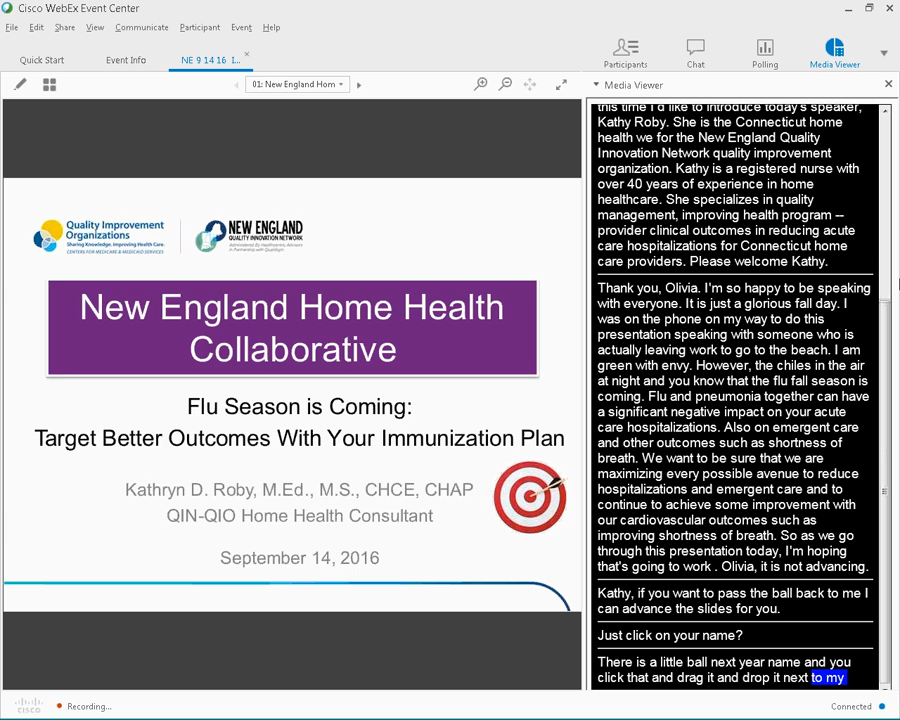 Cisco WebEx Event Center
File Edit Share View Communicate Participant Event Help
Quick Start Event Info NE 9 14 16 I...
Participants Chat Polling Media Viewer
01: New England Hom
Media Viewer
Quality Improvement
Organizations
Sharing Knowledge. Improving Health Care.
CENTERS FOR MEDICARE & MEDICAID SERVICES
NEW ENGLAND
QUALITY INNOVATION NETWORK
New England Home Health
Collaborative
Flu Season is Coming:
Target Better Outcomes With Your Immunization Plan
Kathryn D. Roby, M.Ed., M.S., CHCE, CHAP
QIN-QIO Home Health Consultant
September 14, 2016
this time I'd like to introduce today's speaker,
Kathy Roby. She is the Connecticut home
health we for the New England Quality
Innovation Network quality improvement
organization. Kathy is a registered nurse with
over 40 years of experience in home
healthcare. She specializes in quality
management, improving health program --
provider clinical outcomes in reducing acute
care hospitalizations for Connecticut home
care providers. Please welcome Kathy.
Thank you, Olivia. I'm so happy to be speaking
with everyone. It is just a glorious fall day. I
was on the phone on my way to do this
presentation speaking with someone who is
actually leaving work to go to the beach. I am
green with envy. However, the chiles in the air
at night and you know that the flu fall season is
coming. Flu and pneumonia together can have
a significant negative impact on your acute
care hospitalizations. Also on emergent care
and other outcomes such as shortness of
breath. We want to be sure that we are
maximizing every possible avenue to reduce
hospitalizations and emergent care and to
continue to achieve some improvement with
our cardiovascular outcomes such as
improving shortness of breath. So as we go
through this presentation today, I'm hoping
that's going to work . Olivia, it is not advancing.
Kathy, if you want to pass the ball back to me I
can advance the slides for you.
Just click on your name?
There is a little ball next year name and you
click that and drag it and drop it next to my
cisco
Recording...
Connected